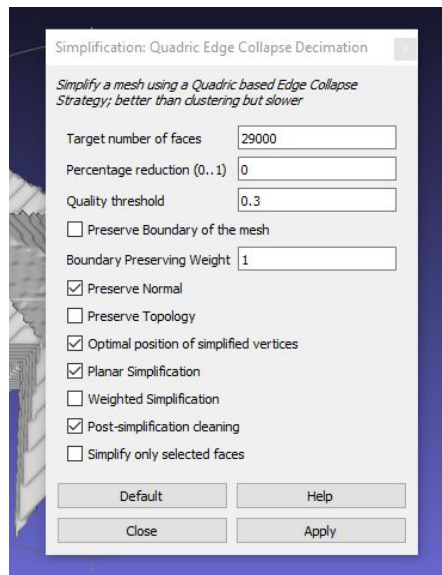 Simplification: Quadric Edge Collapse Decimation
Simplify a mesh using a Quadric based Edge Collapse
Strategy; better than clustering but slower
Target number of faces 29000
Percentage reduction (0..1) 0
Quality threshold 0.3
Preserve Boundary of the mesh
Boundary Preserving Weight 1
Preserve Normal
Preserve Topology
Optimal position of simplified vertices
Planar Simplification
Weighted Simplification
Post-simplification cleaning
Simplify only selected faces
Default Help
Close Apply